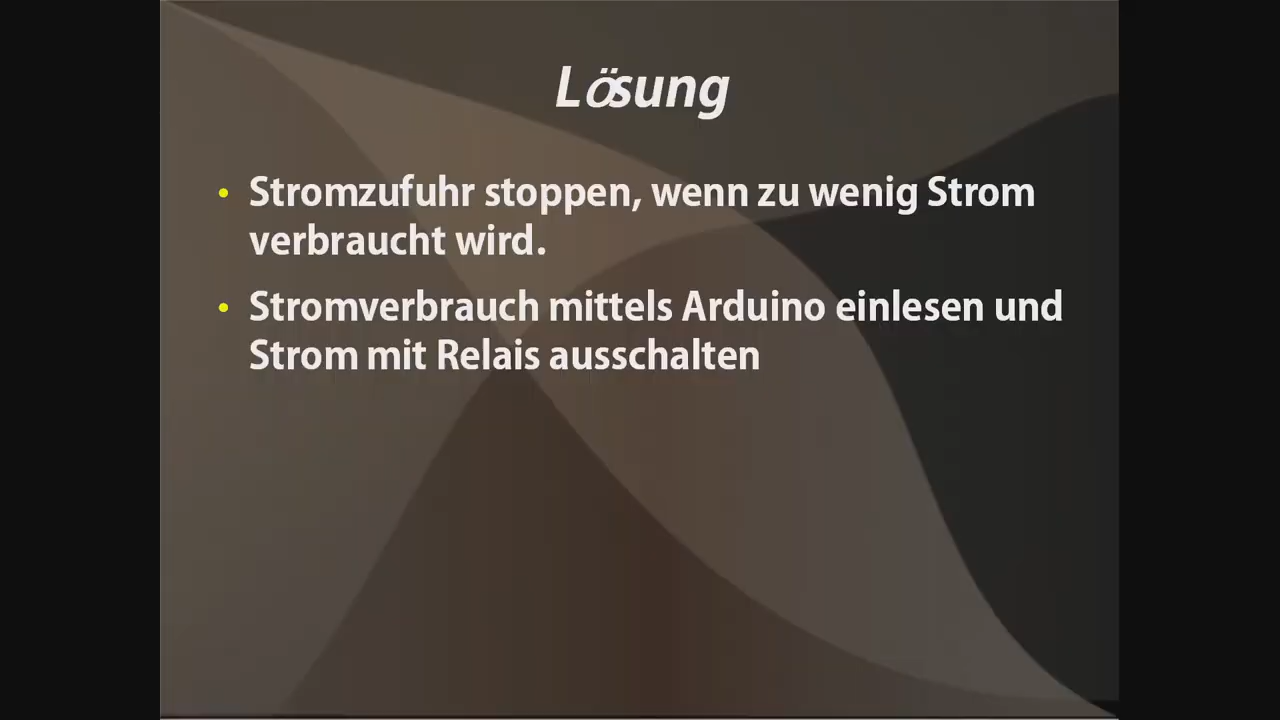 Lösung
• Stromzufuhr stoppen, wenn zu wenig Strom
verbraucht wird.
• Stromverbrauch mittels Arduino einlesen und
Strom mit Relais ausschalten